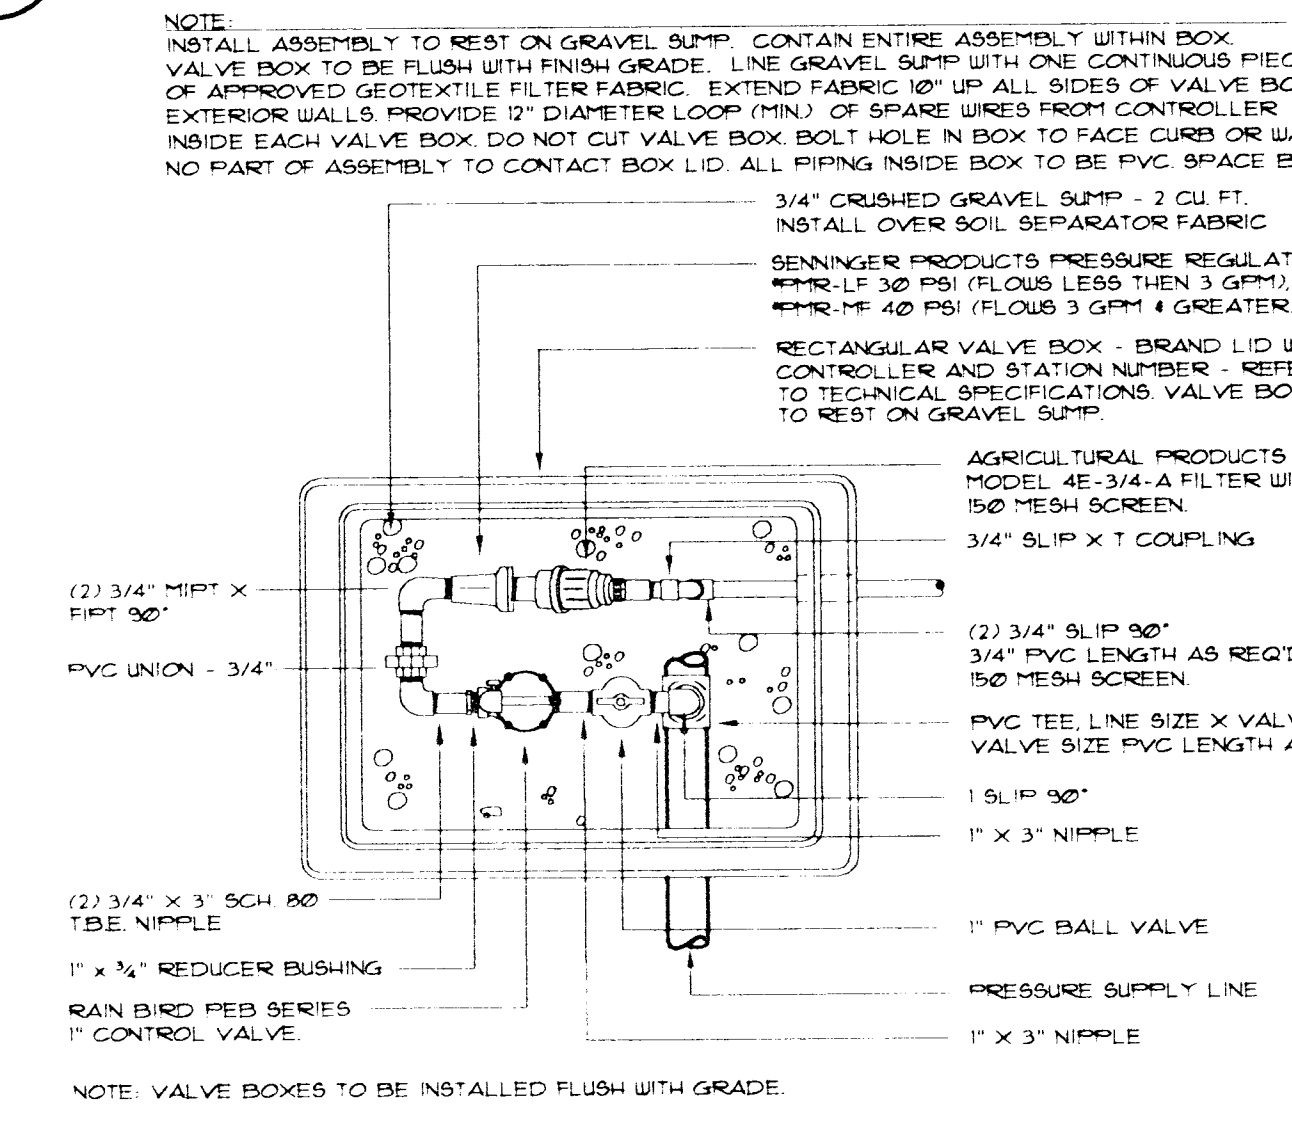 NOTE:
INSTALL ASSEMBLY TO REST ON GRAVEL SUMP. CONTAIN ENTIRE ASSEMBLY WITHIN BOX.
VALVE BOX TO BE FLUSH WITH FINISH GRADE. LINE GRAVEL SUMP WITH ONE CONTINUOUS PIEC
OF APPROVED GEOTEXTILE FILTER FABRIC. EXTEND FABRIC 10" UP ALL SIDES OF VALVE BO
EXTERIOR WALLS. PROVIDE 12" DIAMETER LOOP (MIN.) OF SPARE WIRES FROM CONTROLLER
INSIDE EACH VALVE BOX. DO NOT CUT VALVE BOX. BOLT HOLE IN BOX TO FACE CURB OR WA
NO PART OF ASSEMBLY TO CONTACT BOX LID. ALL PIPING INSIDE BOX TO BE PVC. SPACE B
3/4" CRUSHED GRAVEL SUMP - 2 CU. FT.
INSTALL OVER SOIL SEPARATOR FABRIC
SENNINGER PRODUCTS PRESSURE REGULAT
#PMR-LF 30 PSI (FLOWS LESS THEN 3 GPM),
#PMR-MF 40 PSI (FLOWS 3 GPM & GREATER.
RECTANGULAR VALVE BOX - BRAND LID W
CONTROLLER AND STATION NUMBER - REFE
TO TECHNICAL SPECIFICATIONS. VALVE BO
TO REST ON GRAVEL SUMP.
AGRICULTURAL PRODUCTS
MODEL 4E-3/4-A FILTER WI
150 MESH SCREEN.
3/4" SLIP X T COUPLING
(2) 3/4" MIPT X
FIPT 90°
(2) 3/4" SLIP 90°
3/4" PVC LENGTH AS REQ'D
150 MESH SCREEN.
PVC UNION - 3/4"
PVC TEE, LINE SIZE X VALV
VALVE SIZE PVC LENGTH A
1 SLIP 90°
1" X 3" NIPPLE
(2) 3/4" X 3" SCH. 80
T.B.E. NIPPLE
1" PVC BALL VALVE
1" x ¾" REDUCER BUSHING
PRESSURE SUPPLY LINE
RAIN BIRD PEB SERIES
1" CONTROL VALVE.
1" X 3" NIPPLE
NOTE: VALVE BOXES TO BE INSTALLED FLUSH WITH GRADE.